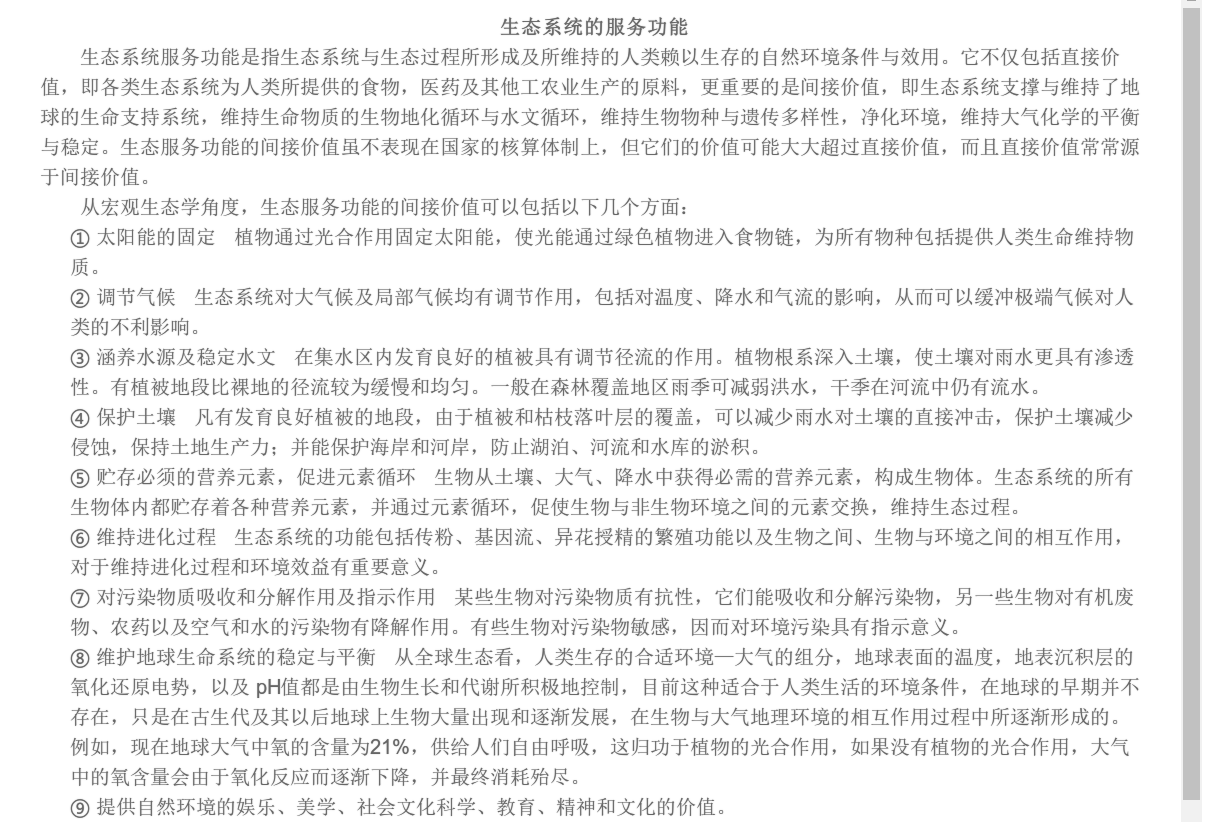 生态系统的服务功能
生态系统服务功能是指生态系统与生态过程所形成及所维持的人类赖以生存的自然环境条件与效用。它不仅包括直接价
值，即各类生态系统为人类所提供的食物，医药及其他工农业生产的原料，更重要的是间接价值，即生态系统支撑与维持了地
球的生命支持系统，维持生命物质的生物地化循环与水文循环，维持生物物种与遗传多样性，净化环境，维持大气化学的平衡
与稳定。生态服务功能的间接价值虽不表现在国家的核算体制上，但它们的价值可能大大超过直接价值，而且直接价值常常源
于间接价值。
从宏观生态学角度，生态服务功能的间接价值可以包括以下几个方面：
① 太阳能的固定　植物通过光合作用固定太阳能，使光能通过绿色植物进入食物链，为所有物种包括提供人类生命维持物
质。
② 调节气候　生态系统对大气候及局部气候均有调节作用，包括对温度、降水和气流的影响，从而可以缓冲极端气候对人
类的不利影响。
③ 涵养水源及稳定水文　在集水区内发育良好的植被具有调节径流的作用。植物根系深入土壤，使土壤对雨水更具有渗透
性。有植被地段比裸地的径流较为缓慢和均匀。一般在森林覆盖地区雨季可减弱洪水，干季在河流中仍有流水。
④ 保护土壤　凡有发育良好植被的地段，由于植被和枯枝落叶层的覆盖，可以减少雨水对土壤的直接冲击，保护土壤减少
侵蚀，保持土地生产力；并能保护海岸和河岸，防止湖泊、河流和水库的淤积。
⑤ 贮存必须的营养元素，促进元素循环　生物从土壤、大气、降水中获得必需的营养元素，构成生物体。生态系统的所有
生物体内都贮存着各种营养元素，并通过元素循环，促使生物与非生物环境之间的元素交换，维持生态过程。
⑥ 维持进化过程　生态系统的功能包括传粉、基因流、异花授精的繁殖功能以及生物之间、生物与环境之间的相互作用，
对于维持进化过程和环境效益有重要意义。
⑦ 对污染物质吸收和分解作用及指示作用　某些生物对污染物质有抗性，它们能吸收和分解污染物，另一些生物对有机废
物、农药以及空气和水的污染物有降解作用。有些生物对污染物敏感，因而对环境污染具有指示意义。
⑧ 维护地球生命系统的稳定与平衡　从全球生态看，人类生存的合适环境—大气的组分，地球表面的温度，地表沉积层的
氧化还原电势，以及 pH值都是由生物生长和代谢所积极地控制，目前这种适合于人类生活的环境条件，在地球的早期并不
存在，只是在古生代及其以后地球上生物大量出现和逐渐发展，在生物与大气地理环境的相互作用过程中所逐渐形成的。
例如，现在地球大气中氧的含量为21%，供给人们自由呼吸，这归功于植物的光合作用，如果没有植物的光合作用，大气
中的氧含量会由于氧化反应而逐渐下降，并最终消耗殆尽。
⑨ 提供自然环境的娱乐、美学、社会文化科学、教育、精神和文化的价值。